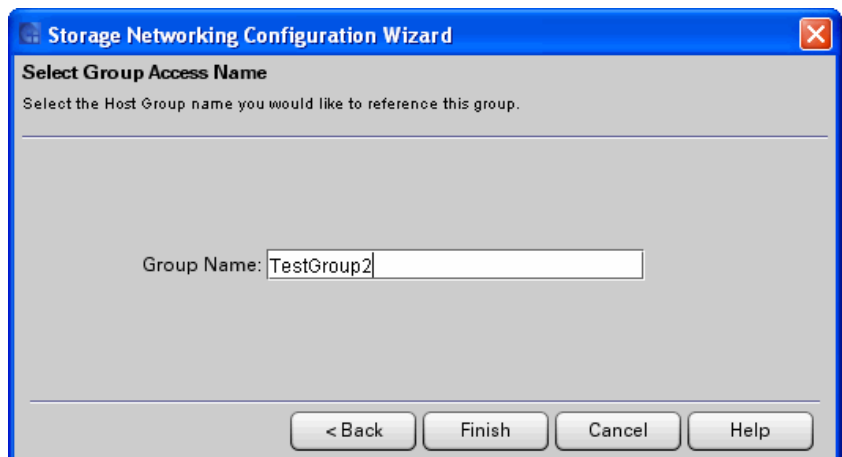 Storage Networking Configuration Wizard
Select Group Access Name
Select the Host Group name you would like to reference this group.
Group Name: TestGroup2
< Back Finish Cancel Help